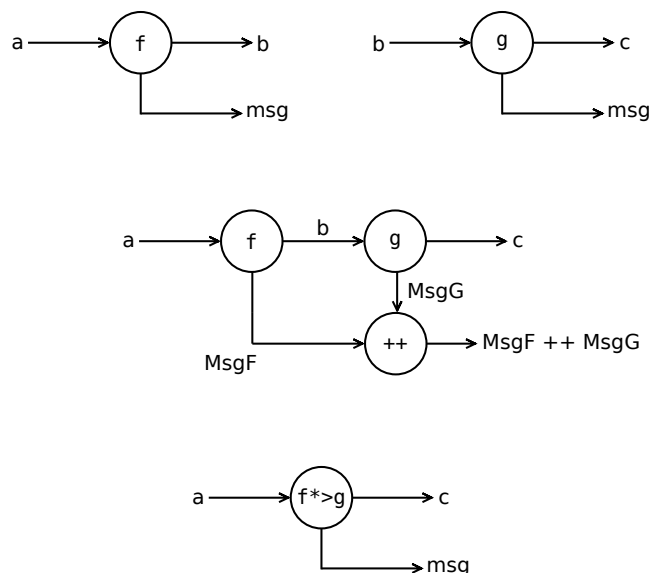 a f b b g c
msg msg
a f b g c
MsgG
MsgF ++ MsgF ++ MsgG
a f*>g c
msg